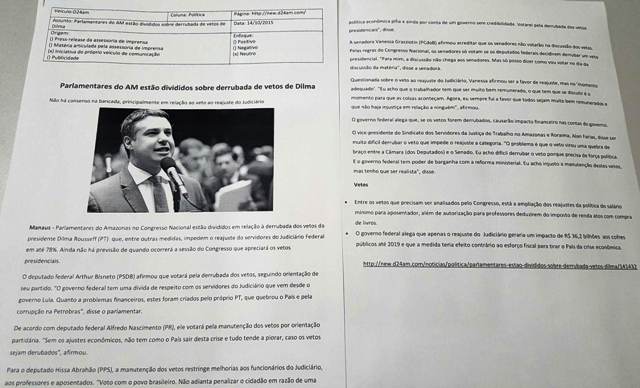 Veículo:D24am. Coluna: Política Página: http://new.d24am.com/
Assunto: Parlamentares do AM estão divididos sobre derrubada de vetos de Dilma Data: 14/10/2015
Origem:
() Press-release da assessoria de imprensa
() Matéria articulada pela assessoria de imprensa
(x) Iniciativa do próprio veículo de comunicação
() Publicidade
Enfoque:
() Positivo
() Negativo
(x) Neutro
Parlamentares do AM estão divididos sobre derrubada de vetos de Dilma
Não há consenso na bancada, principalmente em relação ao veto ao reajuste do Judiciário
Manaus - Parlamentares do Amazonas no Congresso Nacional estão divididos em relação à derrubada dos vetos da
presidente Dilma Rousseff (PT) que, entre outras medidas, impedem o reajuste do servidores do Judiciário Federal
em até 78%. Ainda não há previsão de quando ocorrerá a sessão do Congresso que apreciará os vetos
presidenciais.
O deputado federal Arthur Bisneto (PSDB) afirmou que votará pela derrubada dos vetos, seguindo orientação de
seu partido. "O governo federal tem uma dívida de respeito com os servidores do Judiciário que vem desde o
governo Lula. Quanto a problemas financeiros, estes foram criados pelo próprio PT, que quebrou o País e pela
corrupção na Petrobras", disse o parlamentar.
De acordo com deputado federal Alfredo Nascimento (PR), ele votará pela manutenção dos vetos por orientação
partidária. "Sem os ajustes econômicos, não tem como o País sair desta crise e tudo tende a piorar, caso os vetos
sejam derrubados", afirmou.
Para o deputado Hissa Abrahão (PPS), a manutenção dos vetos restringe melhorias aos funcionários do Judiciário,
aos professores e aposentados. "Voto com o povo brasileiro. Não adianta penalizar o cidadão em razão de uma
política econômica pífia e ainda por conta de um governo sem credibilidade. Votarei pela derrubada dos vetos
presidenciais", disse.
A senadora Vanessa Grazziotin (PCdoB) afirmou acreditar que os senadores não votarão na discussão dos vetos.
Pelas regras do Congresso Nacional, os senadores só votam se os deputados federais decidirem derrubar um veto
presidencial. "Para mim, a discussão não chega aos senadores. Mas só posso dizer como vou votar no dia da
discussão da matéria", disse a senadora.
Questionada sobre o veto ao reajuste do Judiciário, Vanessa afirmou ser a favor do reajuste, mas no 'momento
adequado'. "Eu acho que o trabalhador tem que ser muito bem remunerado, o que tem que se discutir é o
momento para que as coisas aconteçam. Agora, eu sempre fui a favor que todos sejam muito bem remunerados e
que não haja injustiça em relação a ninguém", afirmou.
O governo federal alega que, se os vetos forem derrubados, causarão impacto financeiro nas contas do governo.
O vice-presidente do Sindicato dos Servidores da Justiça do Trabalho no Amazonas e Roraima, Alan Farias, disse ser
muito difícil derrubar o veto que impede o reajuste a categoria. "O problema é que o veto virou uma quebra de
braço entre a Câmara (dos Deputados) e o Senado. Eu acho difícil derrubar o veto porque precisa de força política.
E o governo federal tem poder de barganha com a reforma ministerial. Eu acho injusto a manutenção destes vetos,
mas tenho que ser realista", disse.
Vetos
• Entre os vetos que precisam ser analisados pelo Congresso, está a ampliação dos reajustes da política do salário
mínimo para aposentador, além de autorização para professores deduzirem do imposto de renda atos com compra
de livros.
• O governo federal alega que apenas o reajuste do Judiciário geraria um impacto de R$ 36,2 bilhões aos cofres
públicos até 2019 e que a medida teria efeito contrário ao esforço fiscal para tirar o País da crise econômica.
http://new.d24am.com/noticias/politica/parlamentares-estao-divididos-sobre-derrubada-vetos-dilma/141432